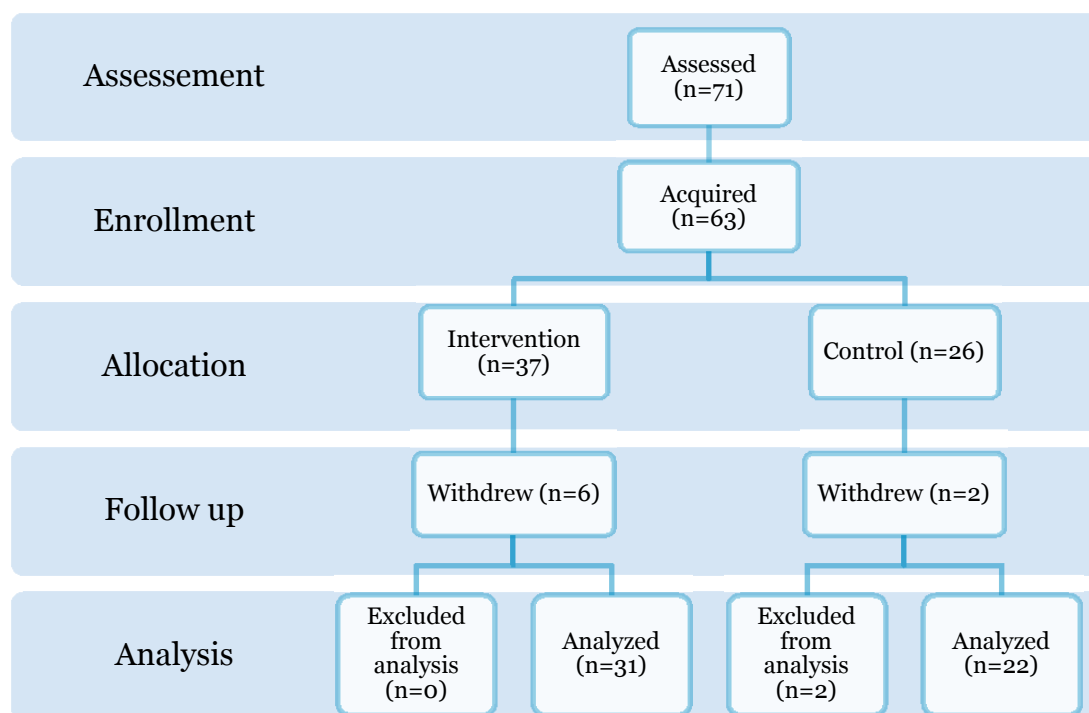 Assessement
Assessed
(n=71)
Enrollment
Acquired
(n=63)
Allocation
Intervention
(n=37)
Control (n=26)
Follow up
Withdrew (n=6)
Withdrew (n=2)
Analysis
Excluded
from
analysis
(n=0)
Analyzed
(n=31)
Excluded
from
analysis
(n=2)
Analyzed
(n=22)